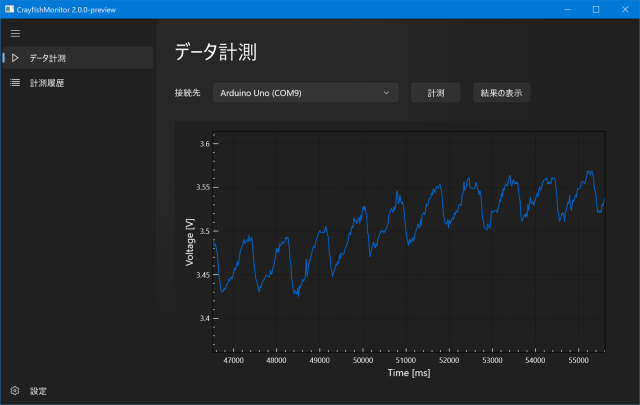 CrayfishMonitor 2.0.0-preview
データ計測
計測履歴
設定
データ計測
接続先 Arduino Uno (COM9) 計測 結果の表示
3.6
3.55
3.5
3.45
3.4
Voltage [V]
47000 48000 49000 50000 51000 52000 53000 54000 55000
Time [ms]